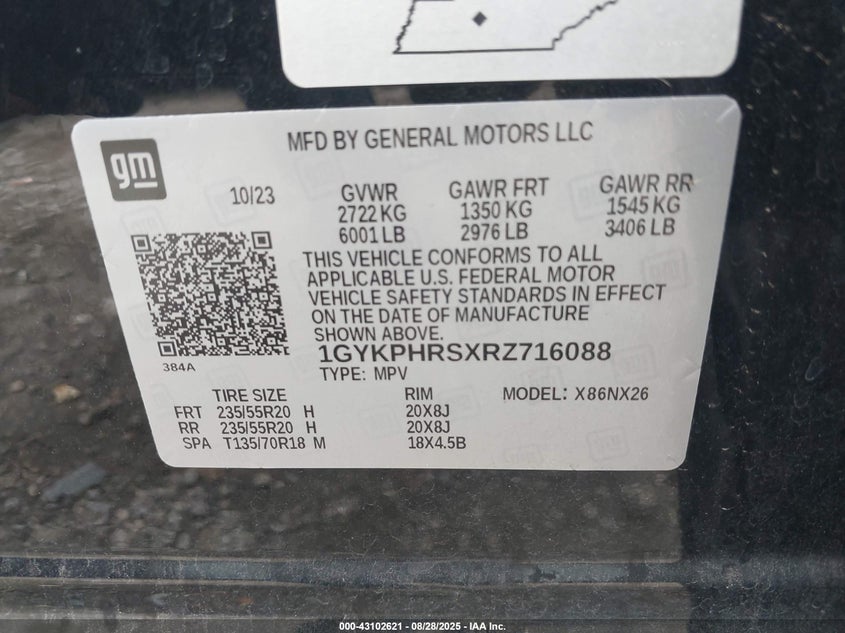 gm
MFD BY GENERAL MOTORS LLC
10/23
GVWR GAWR FRT GAWR RR
2722 KG 1350 KG 1545 KG
6001 LB 2976 LB 3406 LB
THIS VEHICLE CONFORMS TO ALL
APPLICABLE U.S. FEDERAL MOTOR
VEHICLE SAFETY STANDARDS IN EFFECT
ON THE DATE OF MANUFACTURE
SHOWN ABOVE.
384A
1GYKPHRSXRZ716088
TYPE: MPV
TIRE SIZE RIM MODEL: X86NX26
FRT 235/55R20 H 20X8J
RR 235/55R20 H 20X8J
SPA T135/70R18 M 18X4.5B
000-43102621 - 08/28/2025 - IAA Inc.